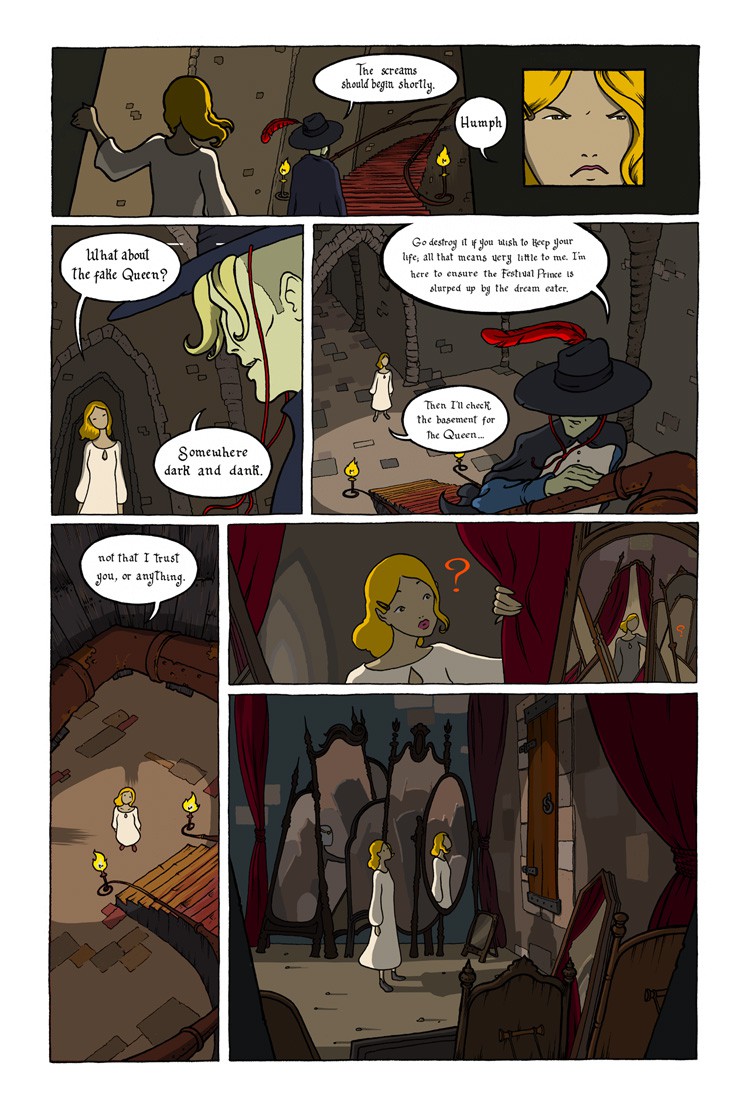 The screams
should begin shortly.
Humph
What about
the fake Queen?
Somewhere
dark and dank.
Go destroy it if you wish to keep your
life; all that means very little to me. I'm
here to ensure the Festival Prince is
slurped up by the dream eater.
Then I'll check
the basement for
the Queen...
not that I trust
you, or anything.
?
?